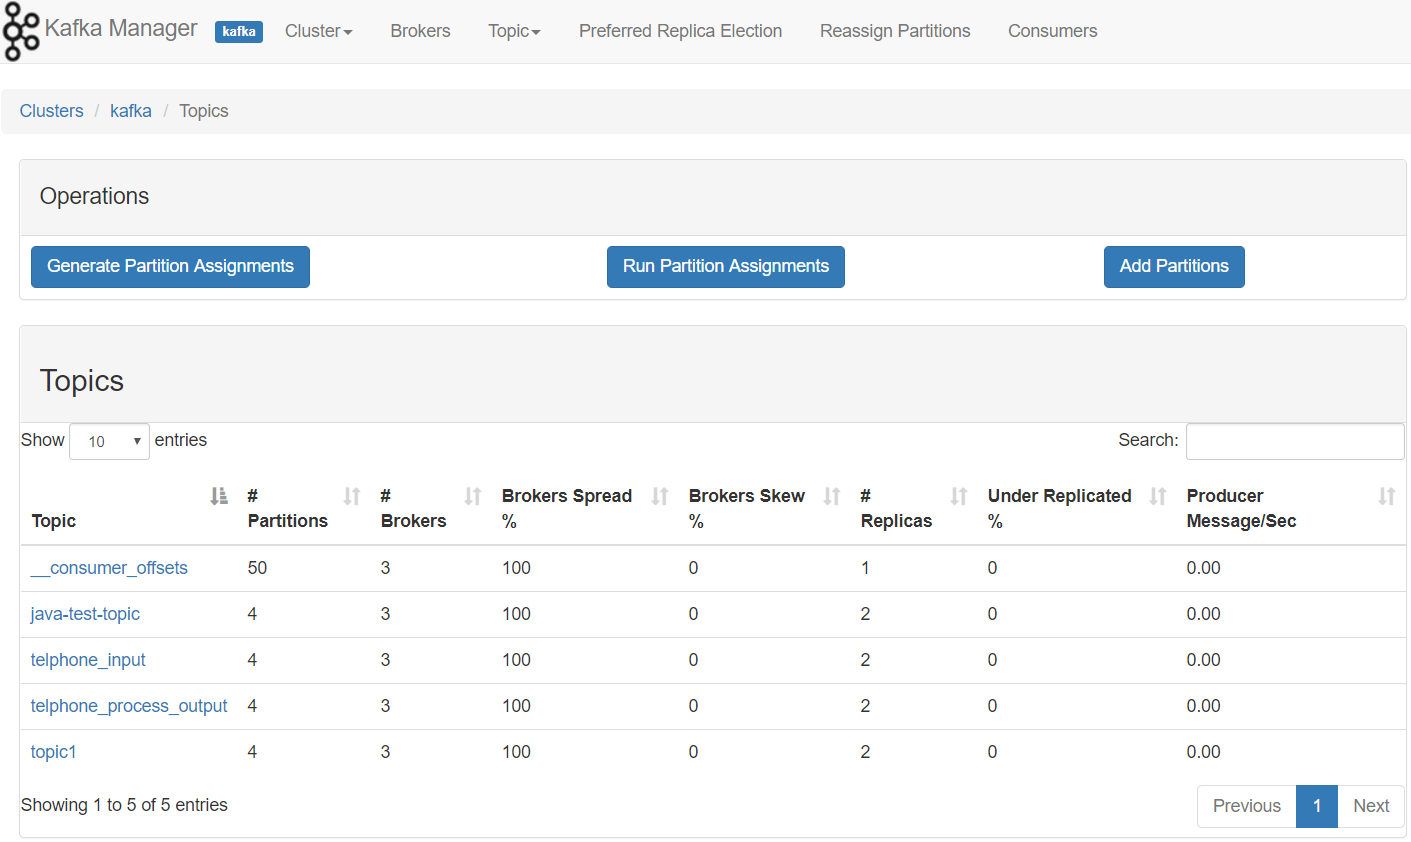 Kafka Manager kafka Cluster Brokers Topic Preferred Replica Election Reassign Partitions Consumers
Clusters / kafka / Topics
Operations
Generate Partition Assignments Run Partition Assignments Add Partitions
Topics
Show 10 entries Search:
# # Brokers Spread Brokers Skew # Under Replicated Producer
Topic Partitions Brokers % % Replicas % Message/Sec
__consumer_offsets 50 3 100 0 1 0 0.00
java-test-topic 4 3 100 0 2 0 0.00
telphone_input 4 3 100 0 2 0 0.00
telphone_process_output 4 3 100 0 2 0 0.00
topic1 4 3 100 0 2 0 0.00
Showing 1 to 5 of 5 entries Previous 1 Next